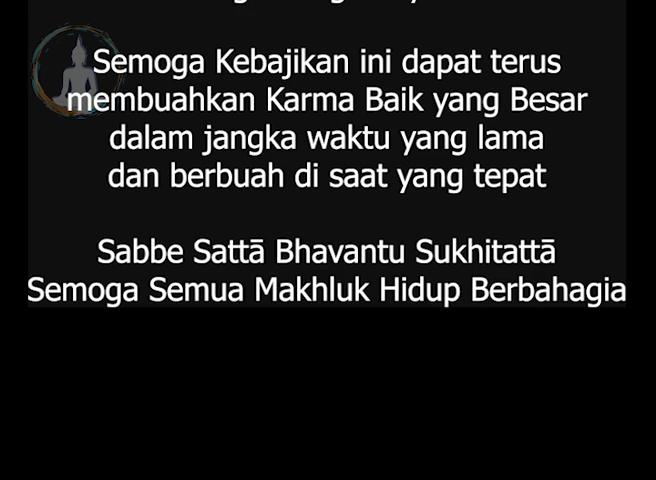 Semoga Kebajikan ini dapat terus
membuahkan Karma Baik yang Besar
dalam jangka waktu yang lama
dan berbuah di saat yang tepat
Sabbe Sattā Bhavantu Sukhitattā
Semoga Semua Makhluk Hidup Berbahagia